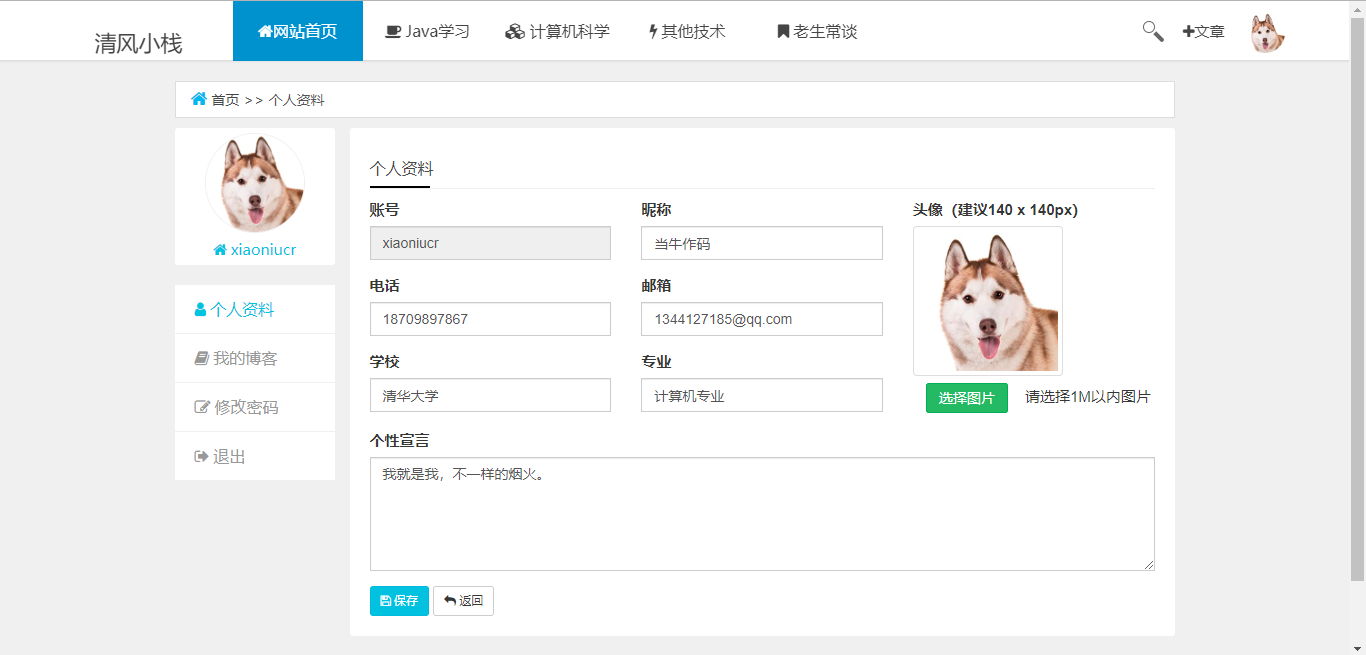 清风小栈 网站首页 Java学习 计算机科学 其他技术 老生常谈 文章
首页 >> 个人资料
xiaoniucr
个人资料
我的博客
修改密码
退出
个人资料
账号 昵称 头像（建议140 x 140px)
xiaoniucr 当牛作码
电话 邮箱
18709897867 1344127185@qq.com
学校 专业
清华大学 计算机专业
选择图片 请选择1M以内图片
个性宣言
我就是我，不一样的烟火。
保存 返回